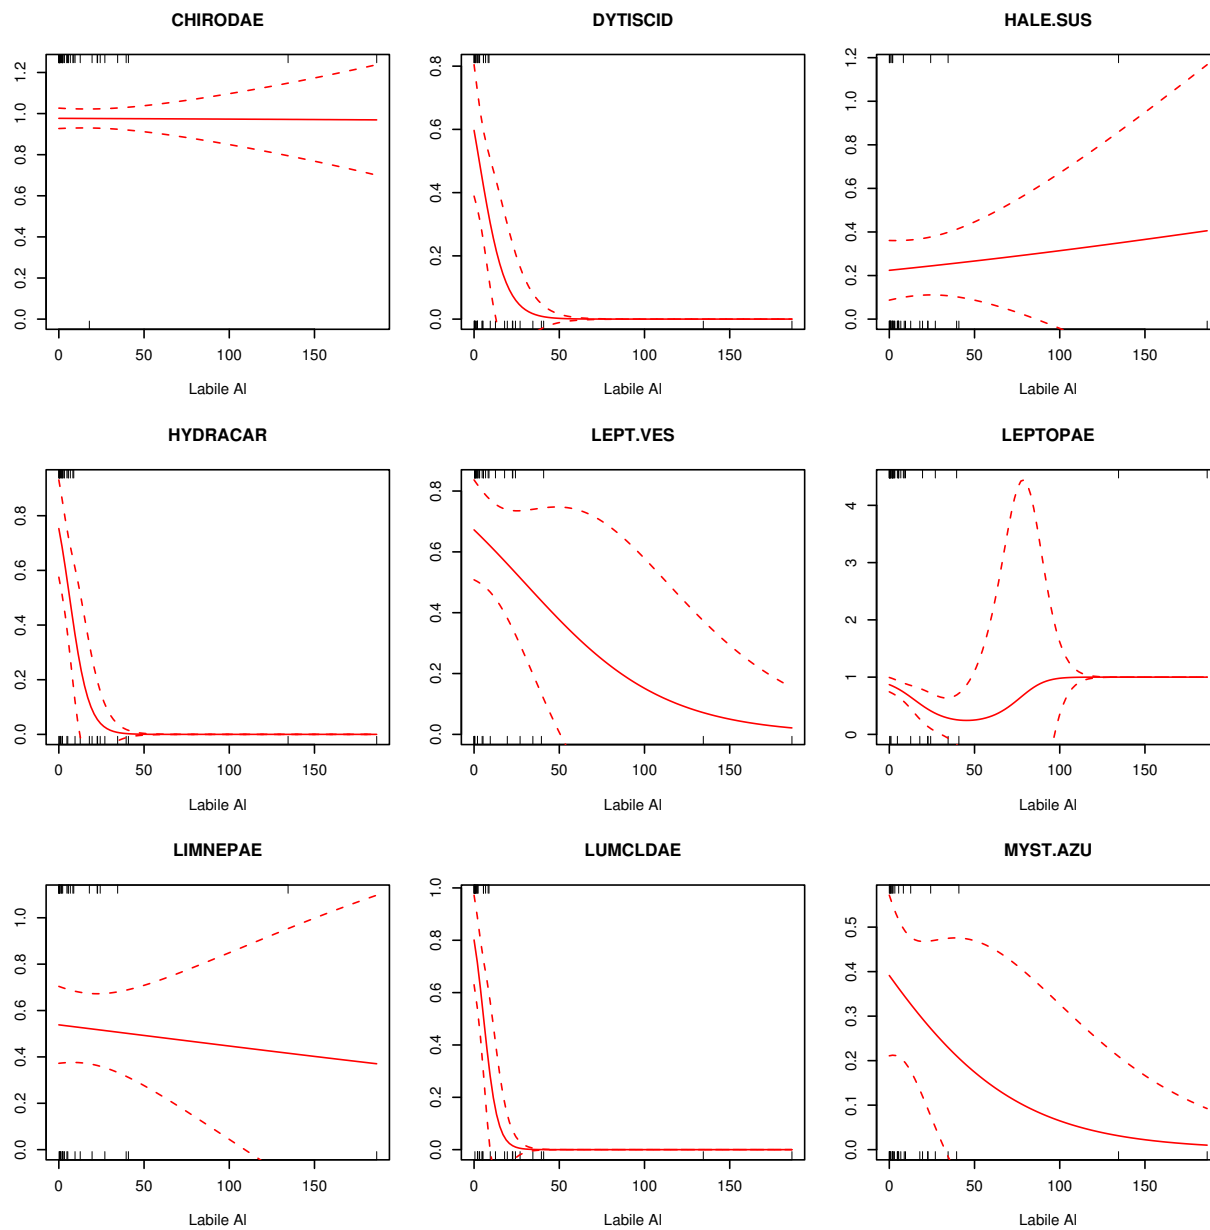 CHIRODAE
DYTISCID
HALE.SUS
0.0 0.2 0.4 0.6 0.8 1.0 1.2
0.0 0.2 0.4 0.6 0.8
0.0 0.2 0.4 0.6 0.8 1.0 1.2
0 50 100 150
0 50 100 150
0 50 100 150
Labile Al
Labile Al
Labile Al
HYDRACAR
LEPT.VES
LEPTOPAE
0.0 0.2 0.4 0.6 0.8
0.0 0.2 0.4 0.6 0.8
0 1 2 3 4
0 50 100 150
0 50 100 150
0 50 100 150
Labile Al
Labile Al
Labile Al
LIMNEPAE
LUMCLDAE
MYST.AZU
0.0 0.2 0.4 0.6 0.8 1.0
0.0 0.2 0.4 0.6 0.8 1.0
0.0 0.1 0.2 0.3 0.4 0.5
0 50 100 150
0 50 100 150
0 50 100 150
Labile Al
Labile Al
Labile Al